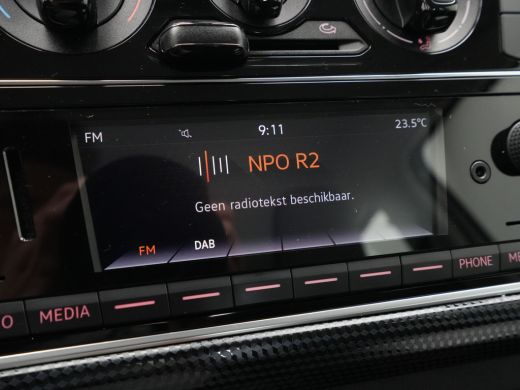 FM 9:11 23.5°C
NPO R2
Geen radiotekst beschikbaar.
FM DAB
MEDIA PHONE